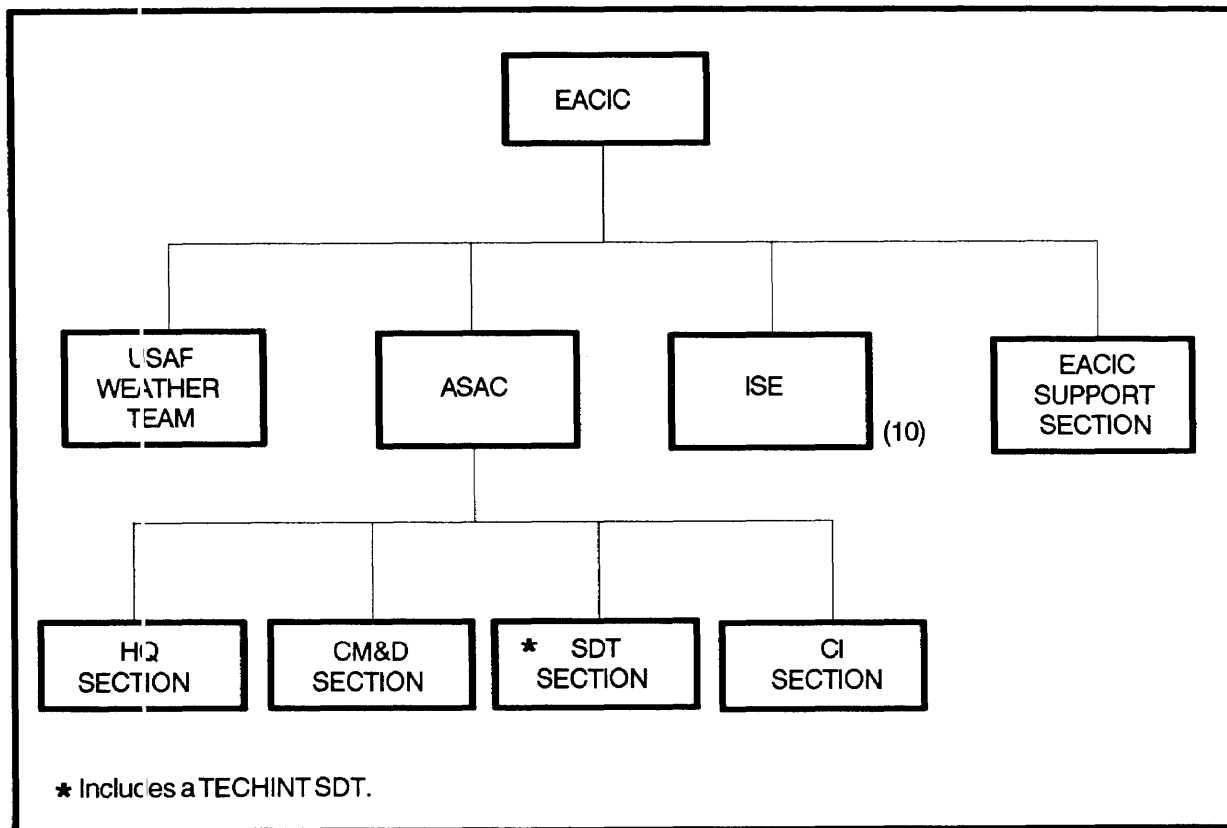 EACIC
USAF
WEATHER
TEAM
ASAC
ISE
(10)
EACIC
SUPPORT
SECTION
HQ
SECTION
CM&D
SECTION
* SDT
SECTION
CI
SECTION
* Includes a TECHINT SDT.